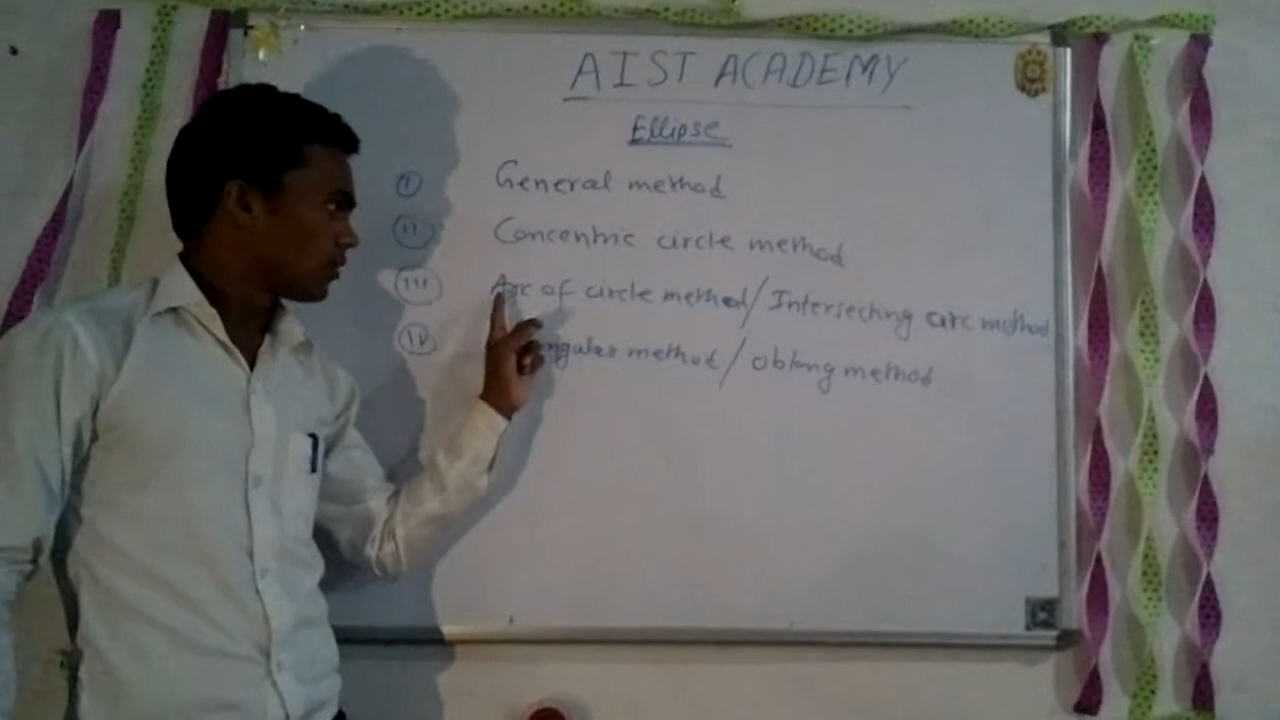 AIST ACADEMY
Ellipse
(I) General method
(II) Concentric circle method
(III) Arc of circle method/Intersecting arc method
(IV) method / oblong method